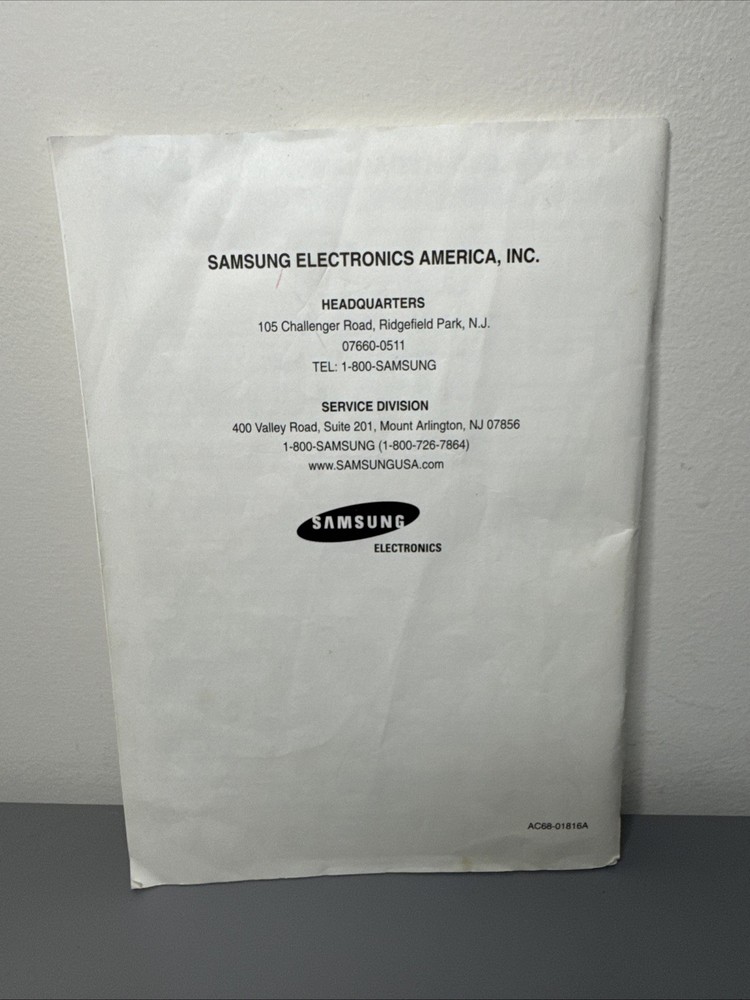 SAMSUNG ELECTRONICS AMERICA, INC.
HEADQUARTERS
105 Challenger Road, Ridgefield Park, N.J.
07660-0511
TEL: 1-800-SAMSUNG
SERVICE DIVISION
400 Valley Road, Suite 201, Mount Arlington, NJ 07856
1-800-SAMSUNG (1-800-726-7864)
www.SAMSUNGUSA.com
SAMSUNG
ELECTRONICS
AC68-01816A